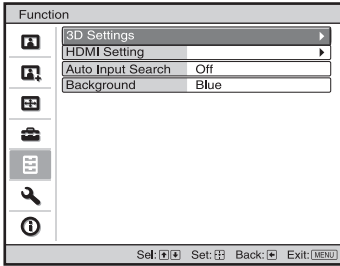 Function
3D Settings
HDMI Setting
Auto Input Search Off
Background Blue
Sel: Set: Back: Exit: MENU